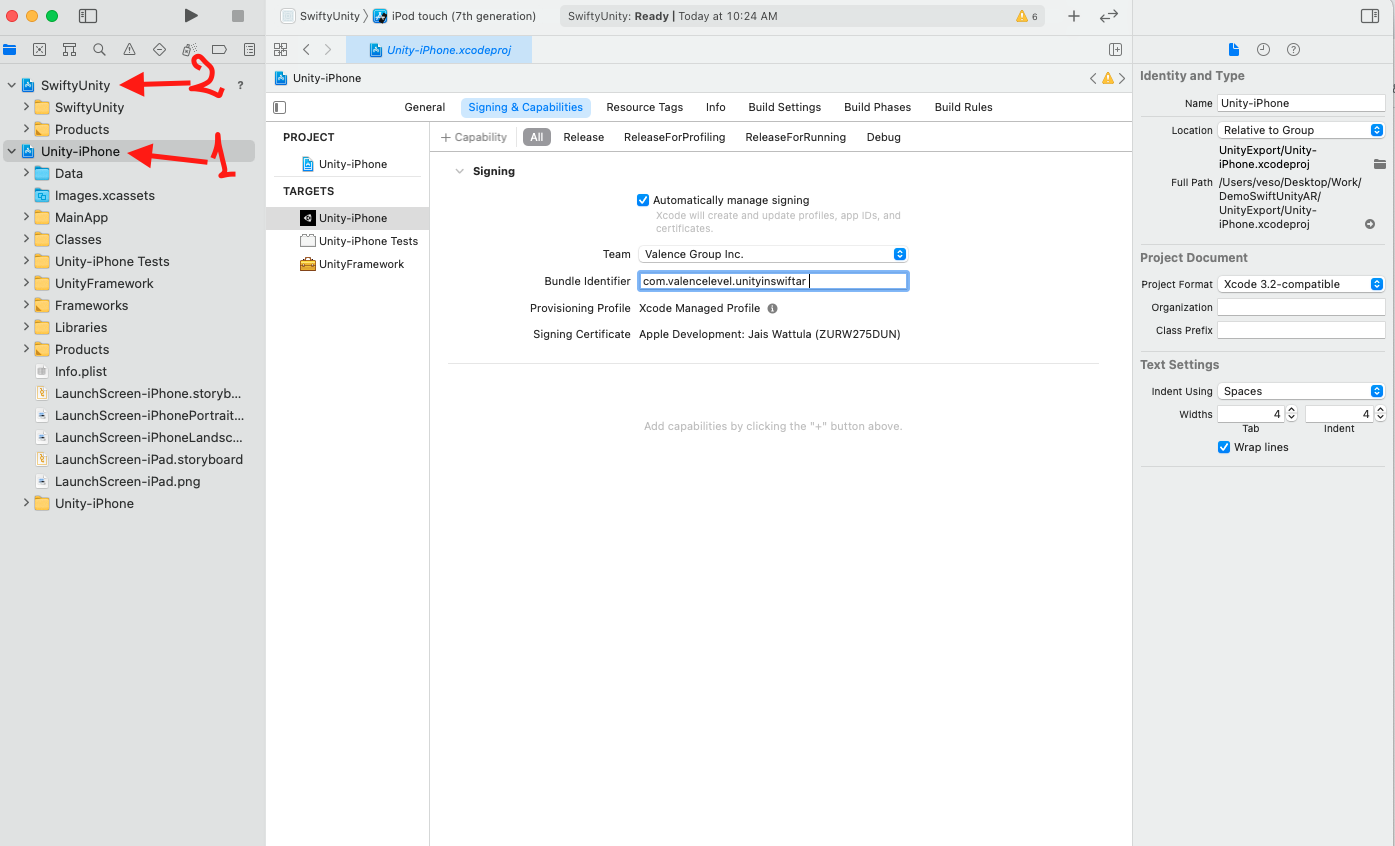 SwiftyUnity
iPod touch (7th generation)
SwiftyUnity: Ready | Today at 10:24 AM
6
Unity-iPhone.xcodeproj
2.
SwiftyUnity
?
SwiftyUnity
Products
Unity-iPhone
1
Data
Images.xcassets
MainApp
Classes
Unity-iPhone Tests
UnityFramework
Frameworks
Libraries
Products
Info.plist
LaunchScreen-iPhone.storyb...
LaunchScreen-iPhonePortrait...
LaunchScreen-iPhoneLandsc...
LaunchScreen-iPad.storyboard
LaunchScreen-iPad.png
Unity-iPhone
Unity-iPhone
General
Signing & Capabilities
Resource Tags
Info
Build Settings
Build Phases
Build Rules
PROJECT
Unity-iPhone
TARGETS
Unity-iPhone
Unity-iPhone Tests
UnityFramework
+ Capability
All
Release
ReleaseForProfiling
ReleaseForRunning
Debug
Signing
Automatically manage signing
Xcode will create and update profiles, app IDs, and
certificates.
Team
Valence Group Inc.
Bundle Identifier
com.valencelevel.unityinswiftar
Provisioning Profile
Xcode Managed Profile
Signing Certificate
Apple Development: Jais Wattula (ZURW275DUN)
Add capabilities by clicking the "+" button above.
Identity and Type
Name
Unity-iPhone
Location
Relative to Group
UnityExport/Unity-
iPhone.xcodeproj
Full Path
/Users/veso/Desktop/Work/
DemoSwiftUnityAR/
UnityExport/Unity-
iPhone.xcodeproj
Project Document
Project Format
Xcode 3.2-compatible
Organization
Class Prefix
Text Settings
Indent Using
Spaces
Widths
4
4
Tab
Indent
Wrap lines